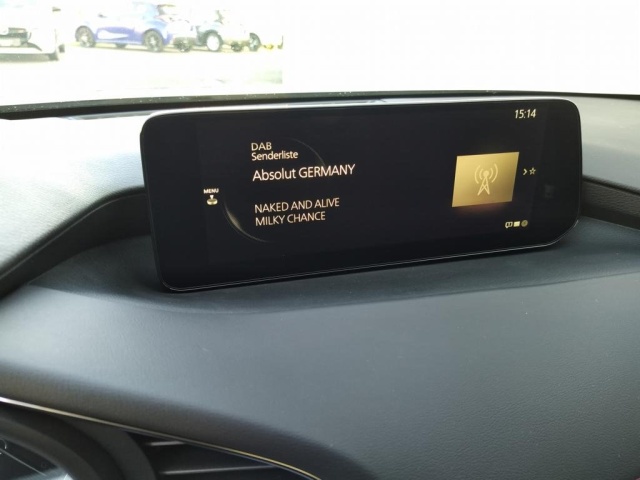 15:14
DAB
Senderliste
Absolut GERMANY
MENU
NAKED AND ALIVE
MILKY CHANCE